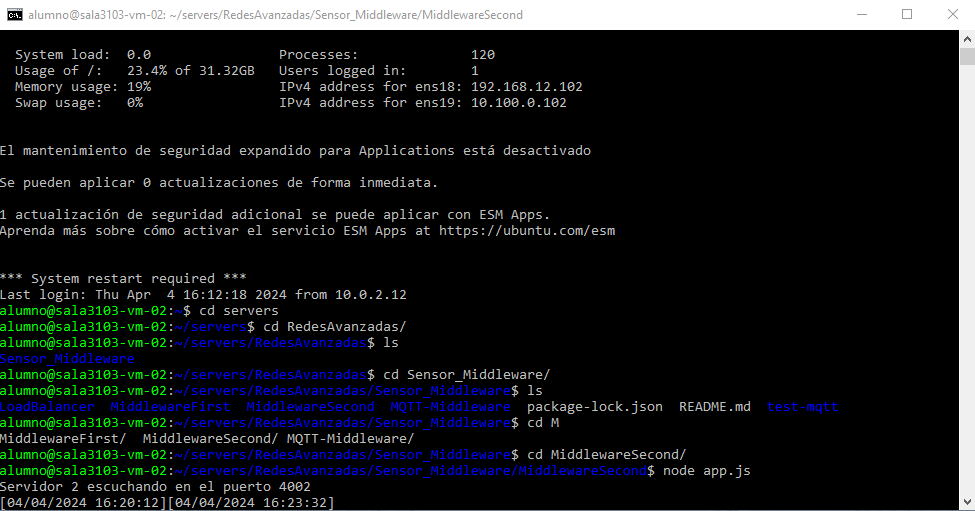 alumno@sala3103-vm-02: ~/servers/RedesAvanzadas/Sensor_Middleware/MiddlewareSecond
System load:  0.0                Processes:              120
Usage of /:   23.4% of 31.32GB   Users logged in:        1
Memory usage: 19%                IPv4 address for ens18: 192.168.12.102
Swap usage:   0%                 IPv4 address for ens19: 10.100.0.102
El mantenimiento de seguridad expandido para Applications está desactivado
Se pueden aplicar 0 actualizaciones de forma inmediata.
1 actualización de seguridad adicional se puede aplicar con ESM Apps.
Aprenda más sobre cómo activar el servicio ESM Apps at https://ubuntu.com/esm
*** System restart required ***
Last login: Thu Apr  4 16:12:18 2024 from 10.0.2.12
alumno@sala3103-vm-02:~$ cd servers
alumno@sala3103-vm-02:~/servers$ cd RedesAvanzadas/
alumno@sala3103-vm-02:~/servers/RedesAvanzadas$ ls
Sensor_Middleware
alumno@sala3103-vm-02:~/servers/RedesAvanzadas$ cd Sensor_Middleware/
alumno@sala3103-vm-02:~/servers/RedesAvanzadas/Sensor_Middleware$ ls
LoadBalancer  MiddlewareFirst  MiddlewareSecond  MQTT-Middleware  package-lock.json  README.md  test-mqtt
alumno@sala3103-vm-02:~/servers/RedesAvanzadas/Sensor_Middleware$ cd M
MiddlewareFirst/  MiddlewareSecond/ MQTT-Middleware/
alumno@sala3103-vm-02:~/servers/RedesAvanzadas/Sensor_Middleware$ cd MiddlewareSecond/
alumno@sala3103-vm-02:~/servers/RedesAvanzadas/Sensor_Middleware/MiddlewareSecond$ node app.js
Servidor 2 escuchando en el puerto 4002
[04/04/2024 16:20:12][04/04/2024 16:23:32]